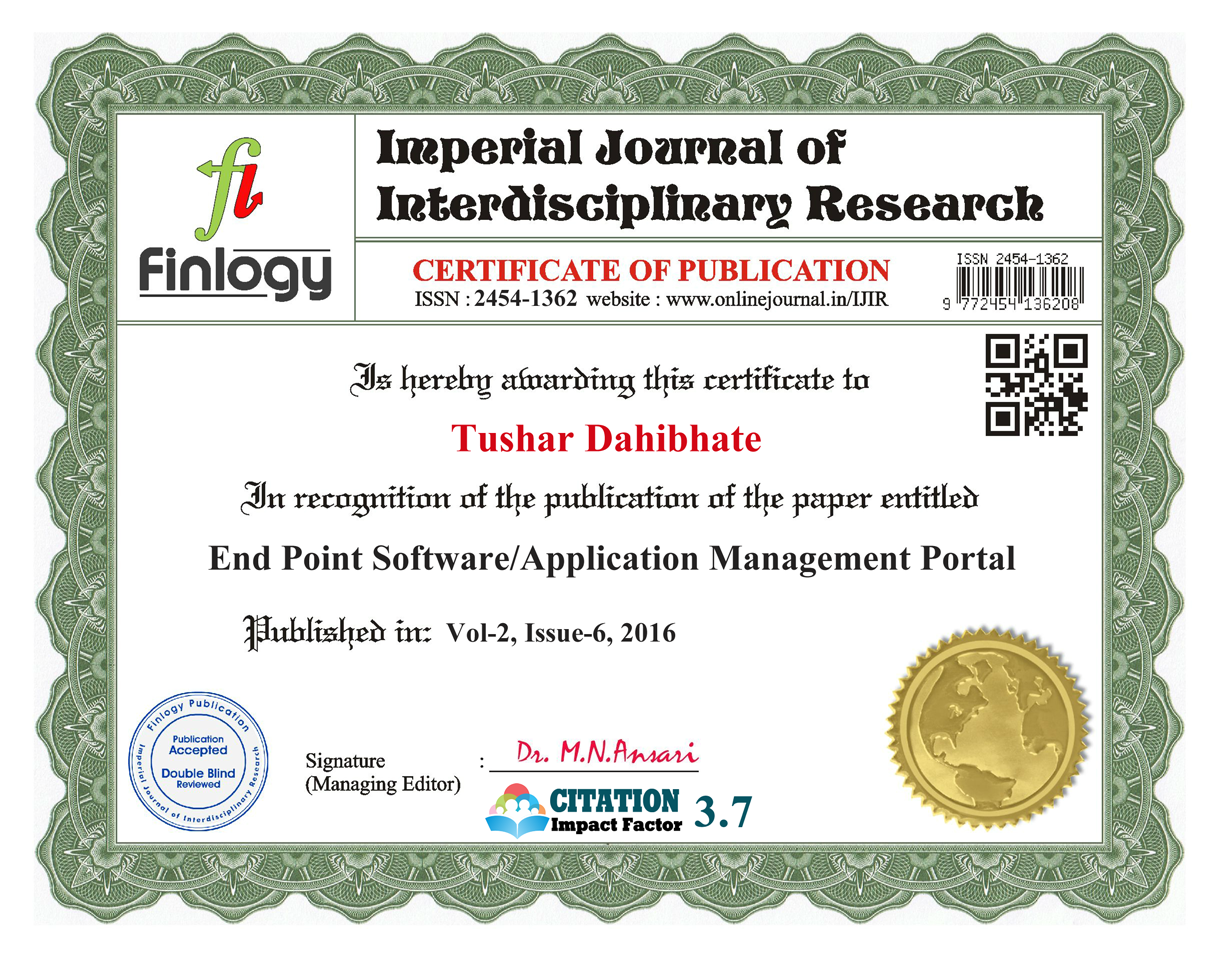 fi
Finlogy
Imperial Journal of
Interdisciplinary Research
CERTIFICATE OF PUBLICATION
ISSN : 2454-1362 website : www.onlinejournal.in/IJIR
ISSN 2454-1362
9 772454 136208
Is hereby awarding this certificate to
Tushar Dahibhate
In recognition of the publication of the paper entitled
End Point Software/Application Management Portal
Published in: Vol-2, Issue-6, 2016
Finlogy Publication
Publication
Accepted
Double Blind
Reviewed
Imperial Journal of Interdisciplinary Research
Signature : Dr. M.N.Ansari
(Managing Editor)
CITATION
Impact Factor 3.7